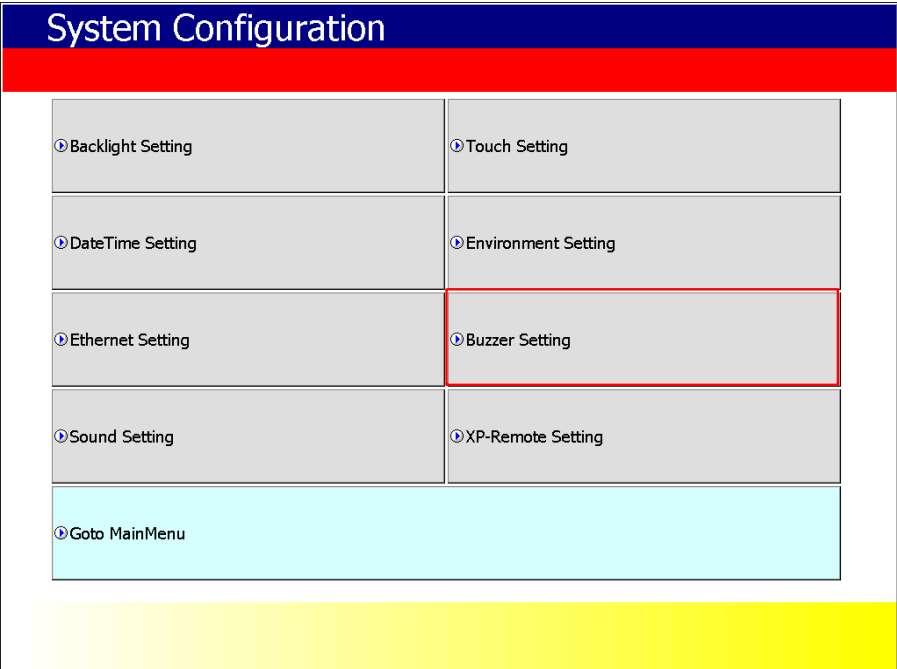 System Configuration
Backlight Setting
Touch Setting
DateTime Setting
Environment Setting
Ethernet Setting
Buzzer Setting
Sound Setting
XP-Remote Setting
Goto MainMenu